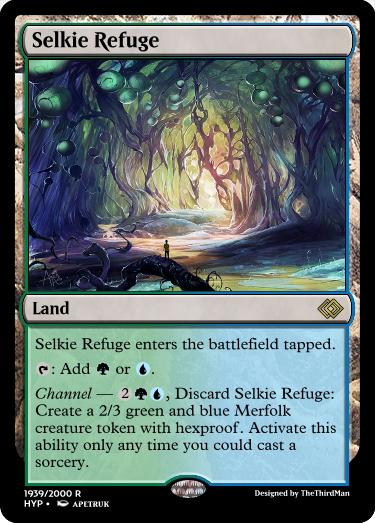 Selkie Refuge
Land
Selkie Refuge enters the battlefield tapped.
: Add or .
Channel — 2, Discard Selkie Refuge:
Create a 2/3 green and blue Merfolk
creature token with hexproof. Activate this
ability only any time you could cast a
sorcery.
1939/2000 R
HYP • APETRUK
Designed by TheThirdMan